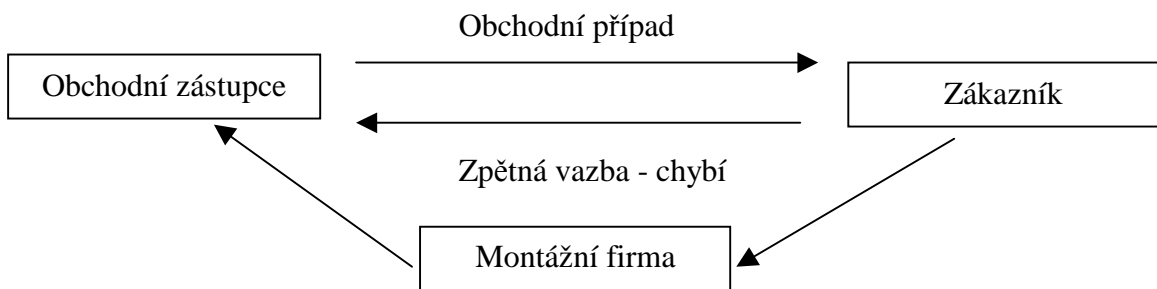 Obchodní případ
Obchodní zástupce
Zákazník
Zpětná vazba - chybí
Montážní firma